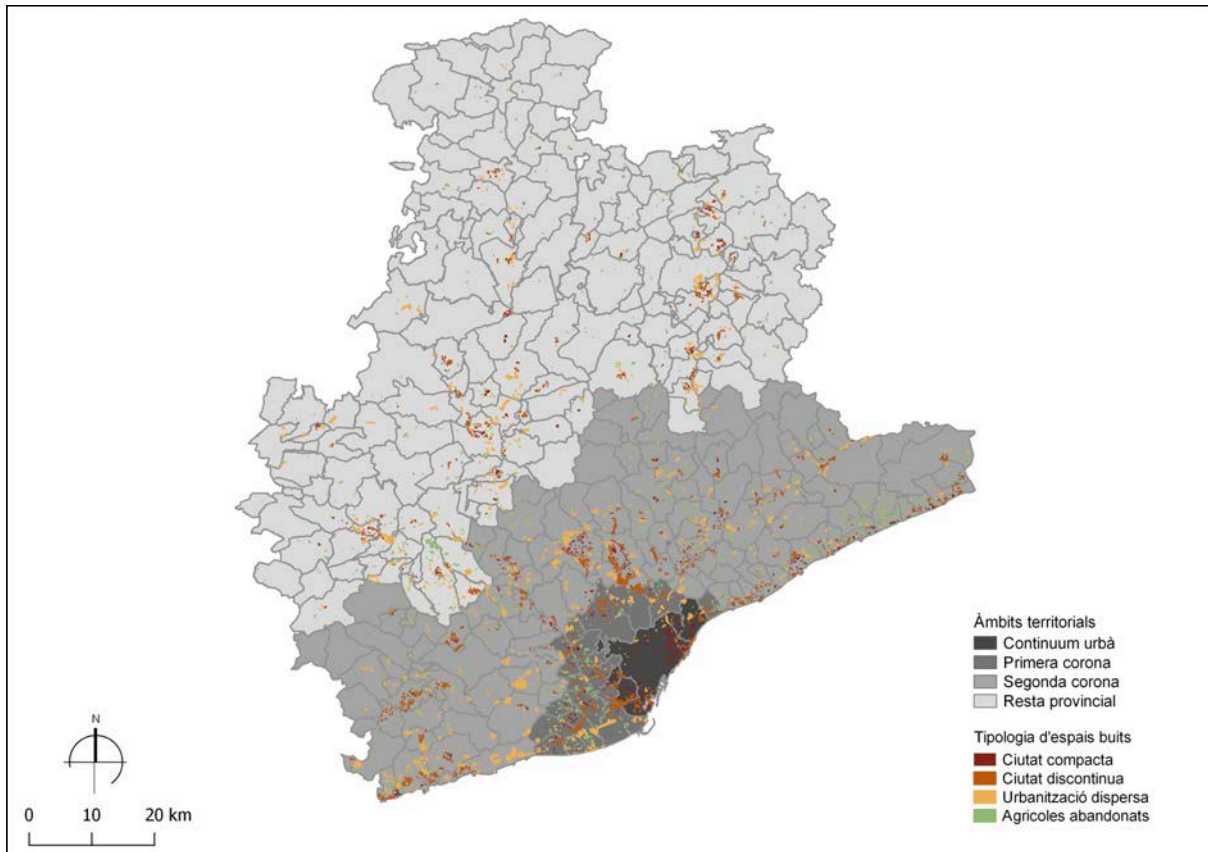 Àmbits territorials
Continuum urbà
Primera corona
Segonda corona
Resta provincial
Tipologia d'espais buits
Ciutat compacta
Ciutat discontinua
Urbanització dispersa
Agricoles abandonats
N
0 10 20 km